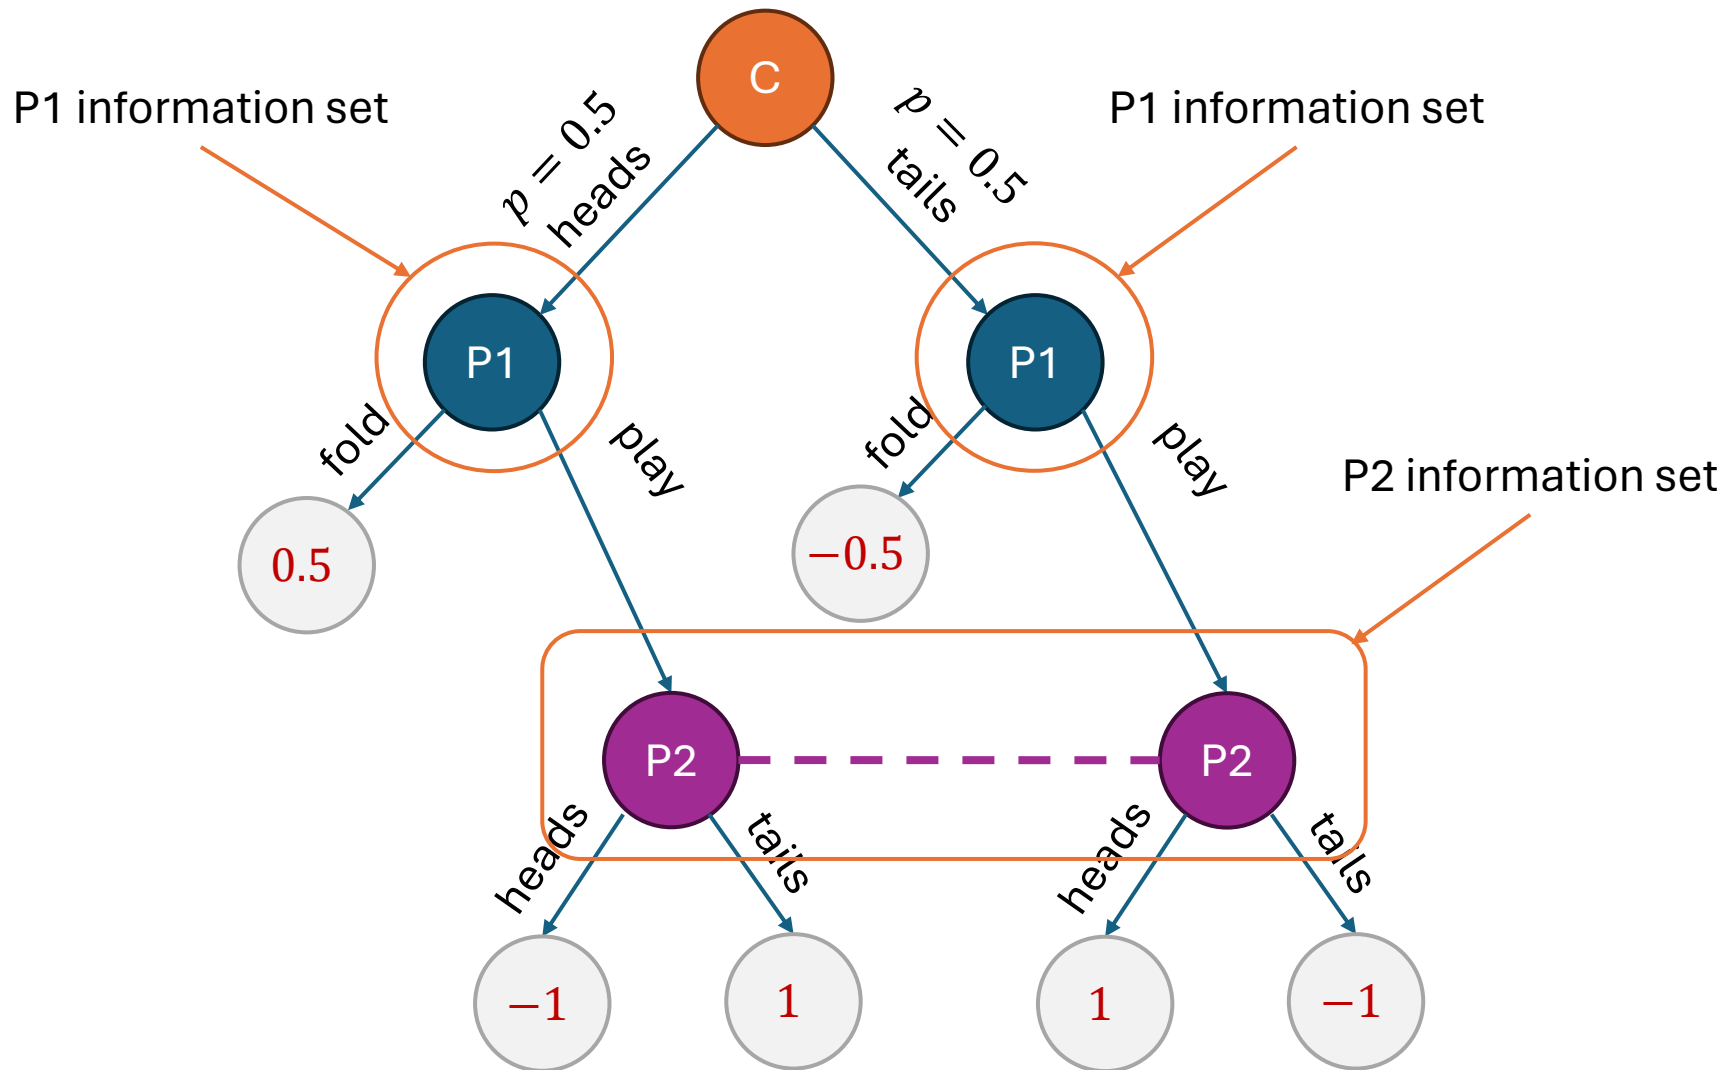 C
P1 information set
P1 information set
p = 0.5
heads
p = 0.5
tails
P1
P1
fold
play
fold
play
P2 information set
0.5
−0.5
P2
P2
heads
tails
heads
tails
−1
1
1
−1